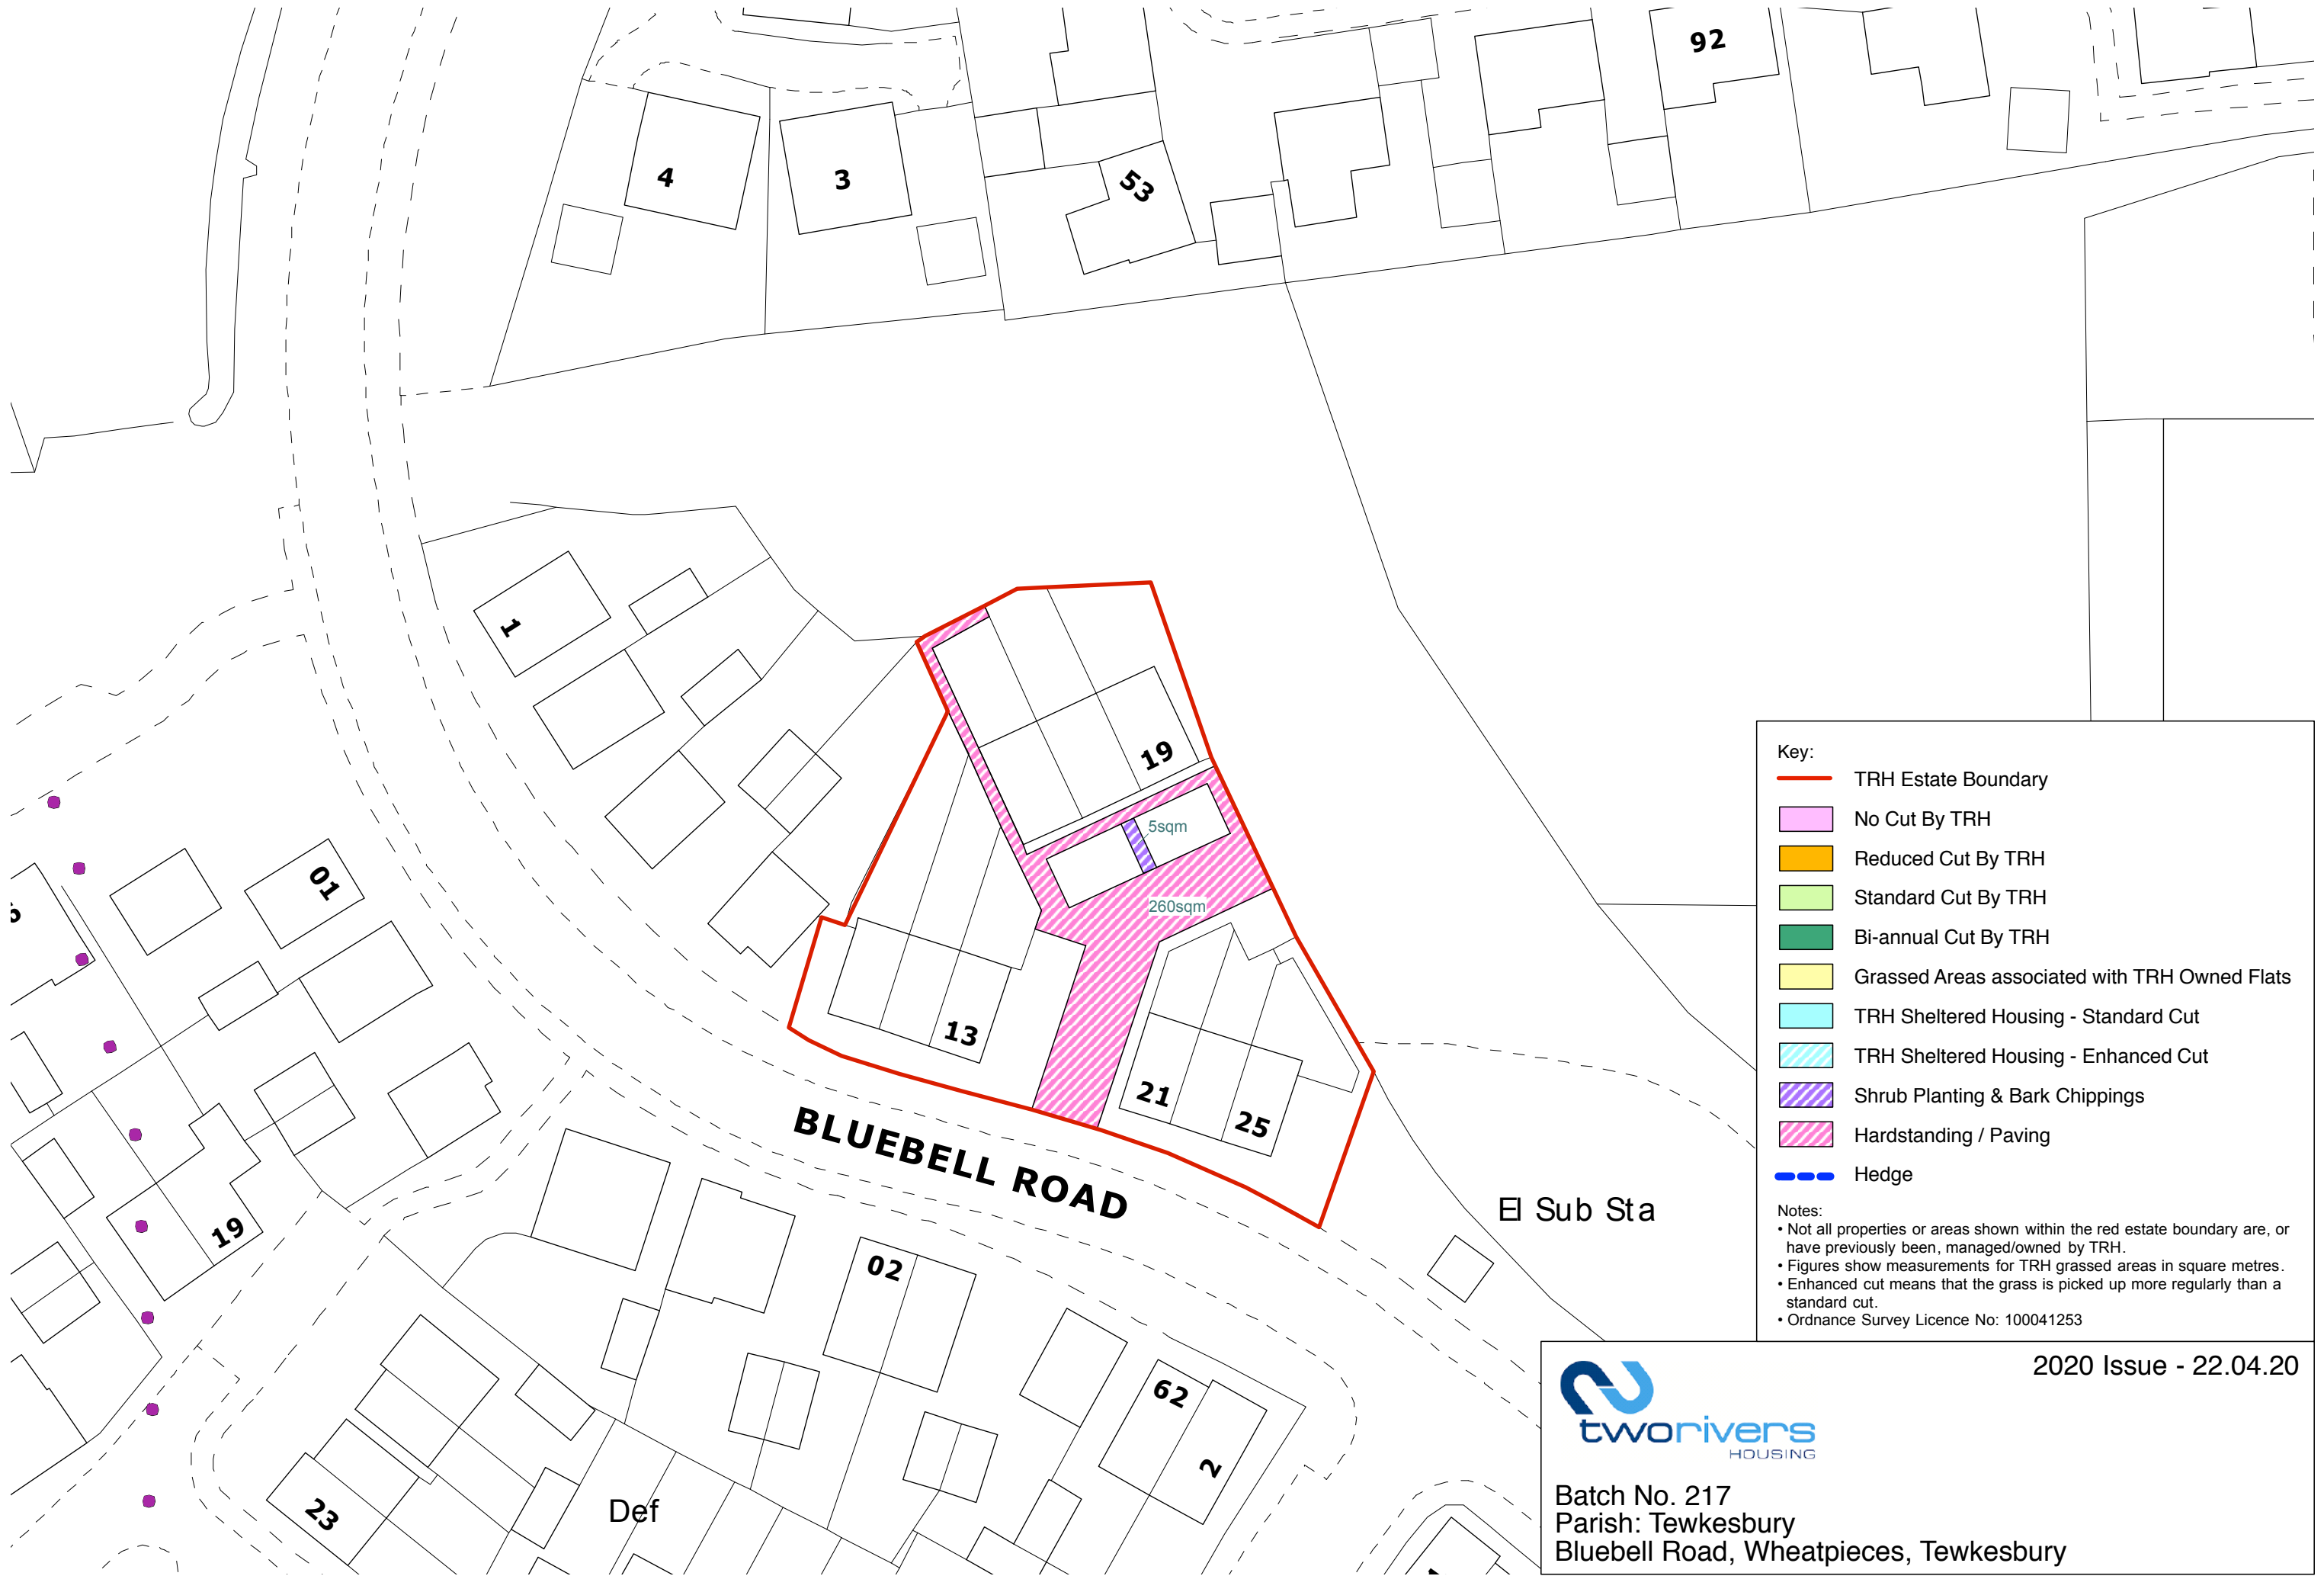 92
4
3
53
1
19
5sqm
260sqm
01
6
13
21
25
BLUEBELL ROAD
19
02
El Sub Sta
62
2
23
Def
Key:
TRH Estate Boundary
No Cut By TRH
Reduced Cut By TRH
Standard Cut By TRH
Bi-annual Cut By TRH
Grassed Areas associated with TRH Owned Flats
TRH Sheltered Housing - Standard Cut
TRH Sheltered Housing - Enhanced Cut
Shrub Planting & Bark Chippings
Hardstanding / Paving
Hedge
Notes:
• Not all properties or areas shown within the red estate boundary are, or
have previously been, managed/owned by TRH.
• Figures show measurements for TRH grassed areas in square metres.
• Enhanced cut means that the grass is picked up more regularly than a
standard cut.
• Ordnance Survey Licence No: 100041253
2020 Issue - 22.04.20
tworivers
HOUSING
Batch No. 217
Parish: Tewkesbury
Bluebell Road, Wheatpieces, Tewkesbury